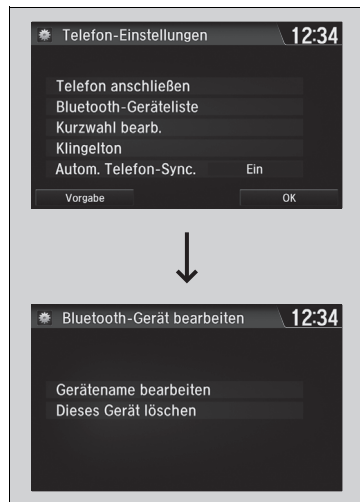 Telefon-Einstellungen 12:34
Telefon anschließen
Bluetooth-Geräteliste
Kurzwahl bearb.
Klingelton
Autom. Telefon-Sync. Ein
Vorgabe OK
Bluetooth-Gerät bearbeiten 12:34
Gerätename bearbeiten
Dieses Gerät löschen